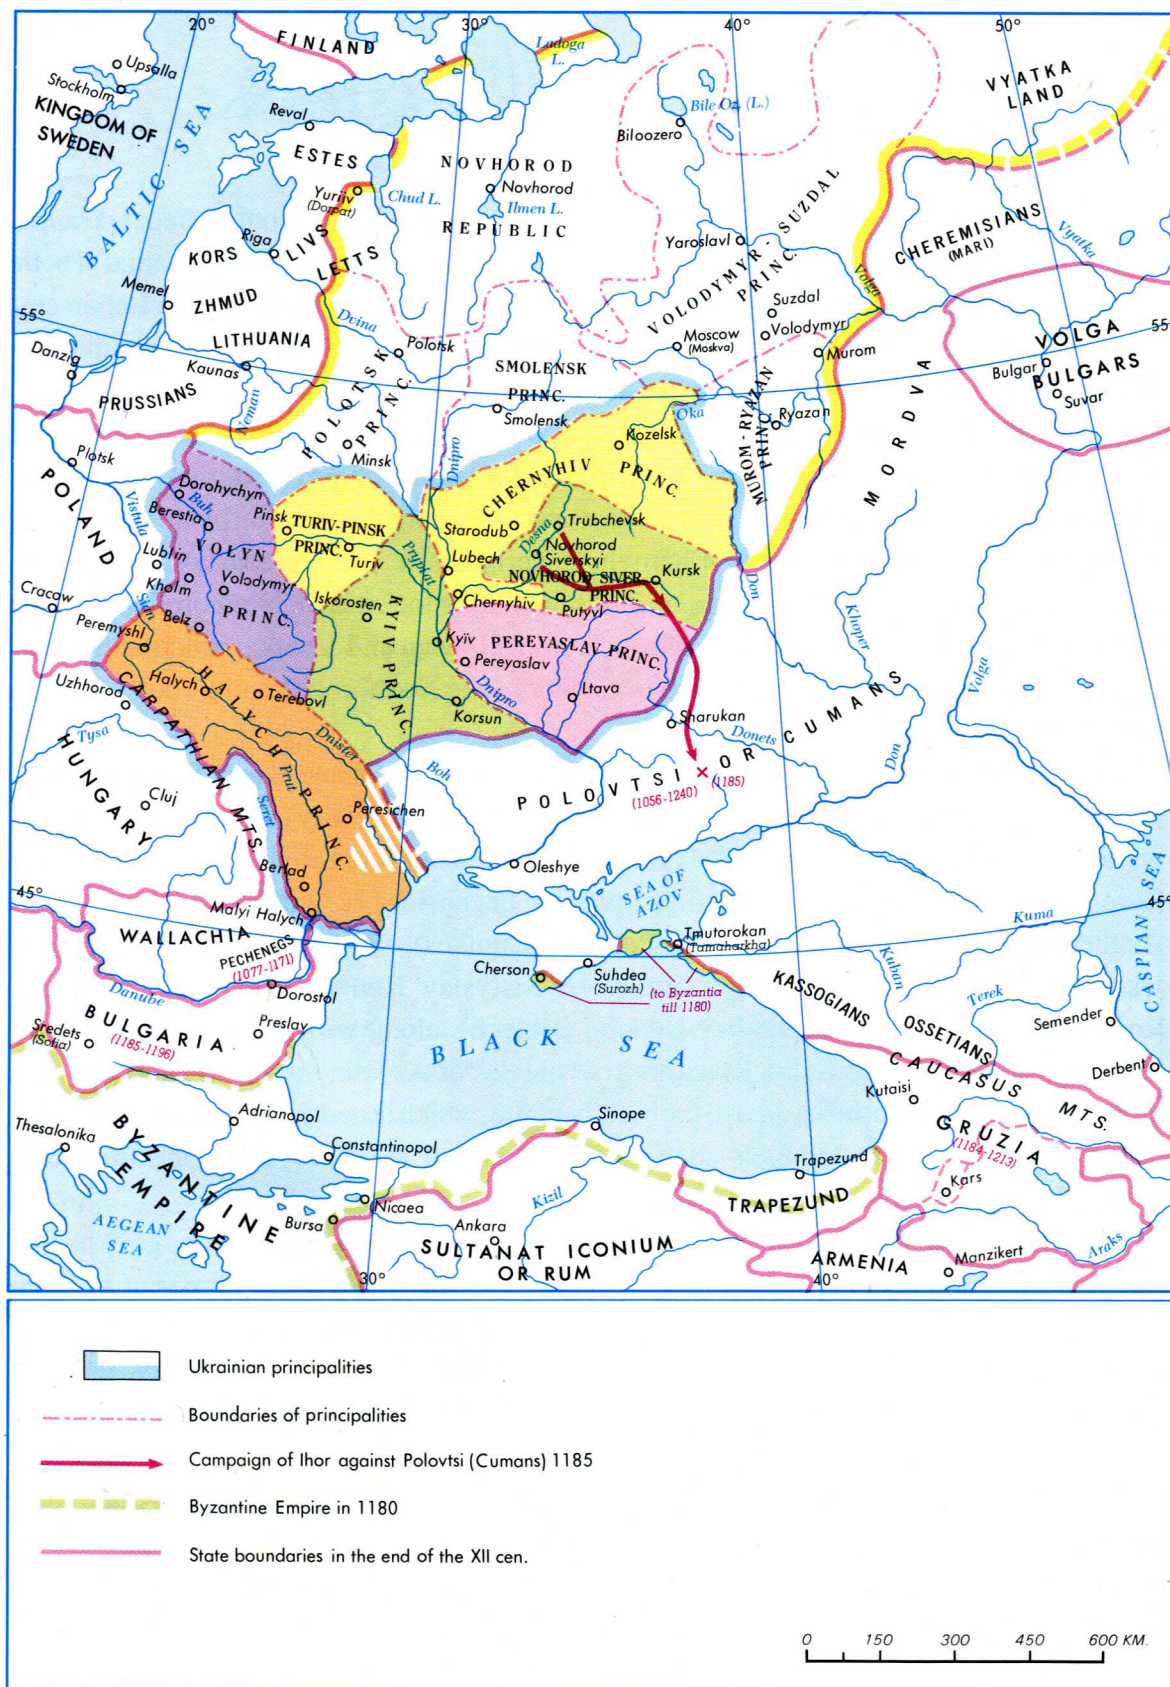 20°
30°
40°
50°
FINLAND
Ladoga
L.
Upsalla
Stockholm
KINGDOM OF
SWEDEN
BALTIC SEA
Reval
ESTES
Yuriiv
(Dorpat)
Chud L.
NOVHOROD
Novhorod
Ilmen L.
REPUBLIC
Bile Oz. (L.)
Biloozero
VYATKA
LAND
KORS
Riga
LIVS
LETTS
Memel
ZHMUD
LITHUANIA
Kaunas
Dvina
Polotsk
POLOTSK
PRINC.
Minsk
Neman
55°
Danzig
PRUSSIANS
Yaroslavl
VOLODYMYR - SUZDAL
PRINC.
Suzdal
Volodymyr
Moscow
(Moskva)
Murom
Volga
CHEREMISIANS
(MARI)
Vyatka
55°
VOLGA
BULGARS
Bulgar
Suvar
SMOLENSK
PRINC.
Smolensk
Dnipro
Oka
MUROM - RYAZAN
PRINC.
Ryazan
MORDVA
Plotsk
POLAND
Vistula
Dorohychyn
Buh
Berestia
VOLYN
PRINC.
Lublin
Kholm
Volodymyr
Belz
Sian
Cracow
Peremyshl
Pinsk
TURIV-PINSK
PRINC.
Turiv
Prypiat
Iskorosten
KYIV PRINC.
Kozelsk
CHERNYHIV PRINC.
Starodub
Desna
Trubchevsk
Novhorod
Siverskyi
NOVHOROD SIVER.
PRINC.
Lubech
Kursk
Chernyhiv
Putyvl
Kyiv
PEREYASLAV PRINC.
Pereyaslav
Ltava
Dnipro
Korsun
Don
Khoper
Volga
Uzhhorod
Tysa
CARPATHIAN MTS.
HUNGARY
Cluj
Halych
HALYCH PRINC.
Terebovl
Dnister
Prut
Seret
Peresichen
Berlad
Malyi Halych
Boh
Sharukan
Donets
POLOVTSI OR CUMANS
(1056-1240)
(1185)
Don
Oleshye
SEA OF
AZOV
45°
WALLACHIA
PECHENEGS
(1077-1171)
Danube
Dorostol
BULGARIA
(1185-1196)
Preslav
Sredets
(Sofia)
Tmutorokan
(Tamaharkha)
Cherson
Suhdea
(Surozh)
(to Byzantia
till 1180)
45°
Kuma
Kuban
KASSOGIANS
Terek
OSSETIANS
Semender
CASPIAN SEA
Derbent
CAUCASUS MTS.
Kutaisi
GRUZIA
(1184-1213)
Kars
BLACK SEA
Adrianopol
Constantinopol
Thesalonika
BYZANTINE
EMPIRE
AEGEAN
SEA
Bursa
Nicaea
Sinope
Kizil
Ankara
SULTANAT ICONIUM
OR RUM
Trapezund
TRAPEZUND
ARMENIA
Manzikert
Araks
30°
40°
Ukrainian principalities
Boundaries of principalities
Campaign of Ihor against Polovtsi (Cumans) 1185
Byzantine Empire in 1180
State boundaries in the end of the XII cen.
0 150 300 450 600 KM.